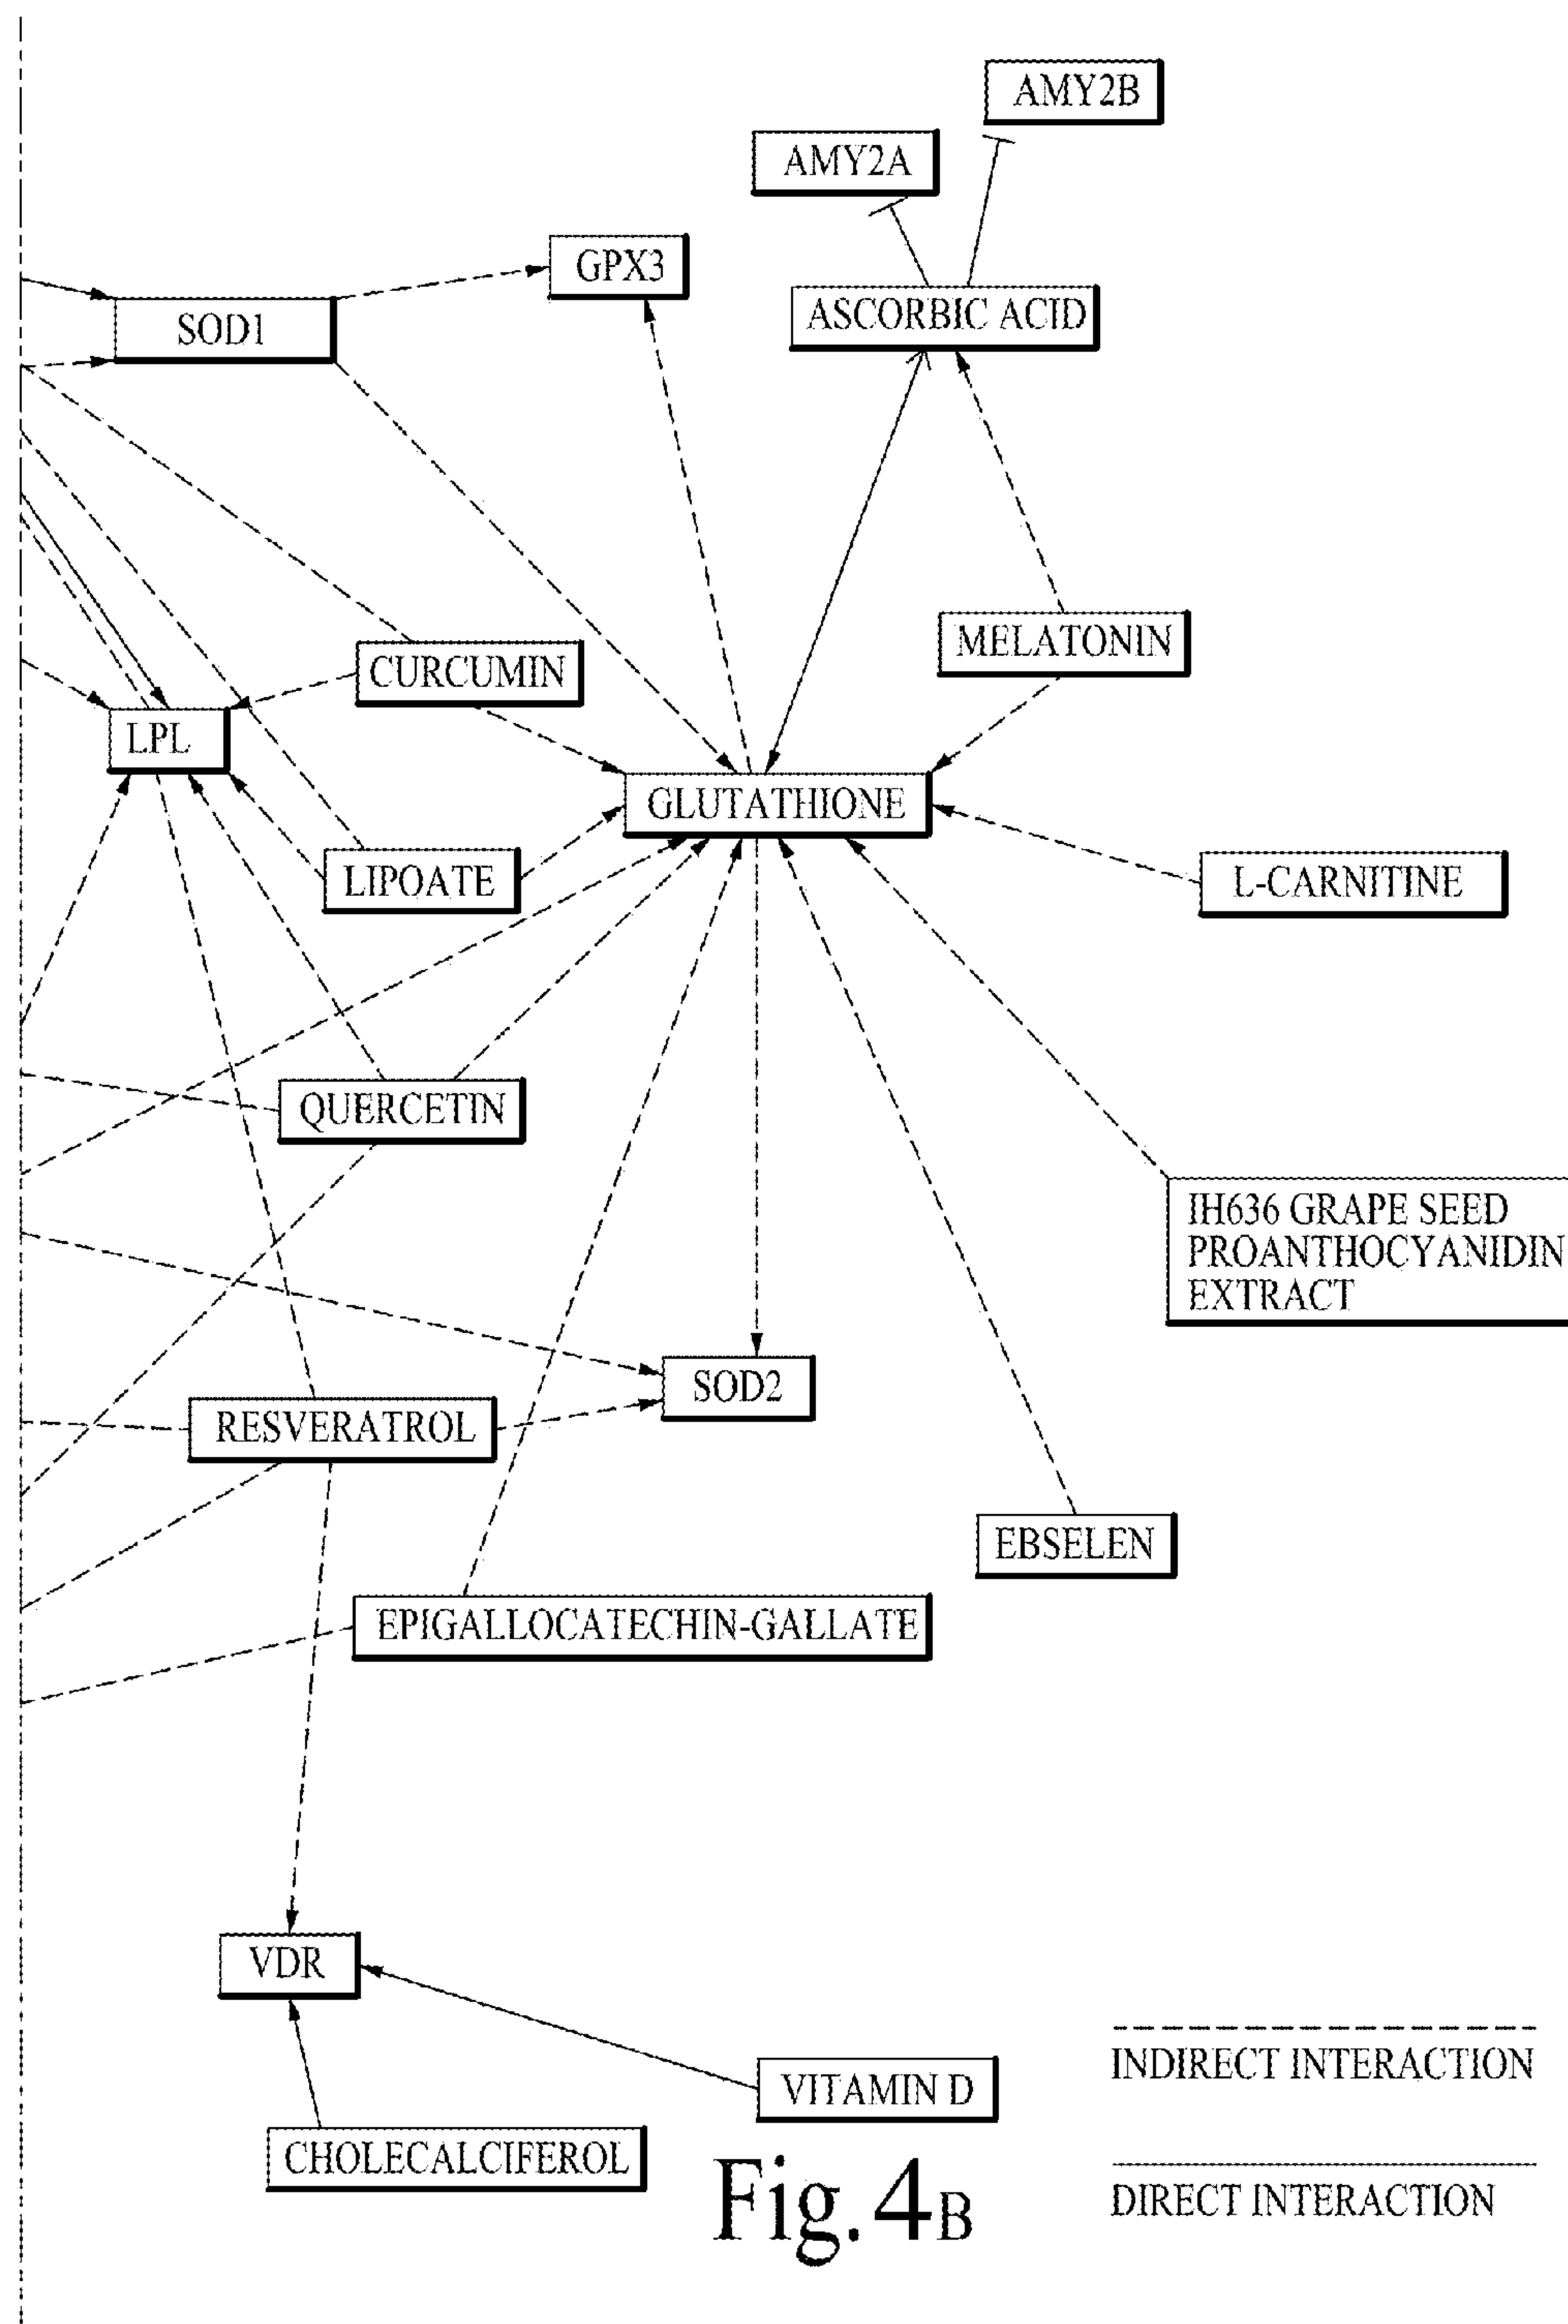 AMY2B
AMY2A
GPX3
SOD1
ASCORBIC ACID
CURCUMIN
MELATONIN
LPL
GLUTATHIONE
LIPOATE
L-CARNITINE
QUERCETIN
IH636 GRAPE SEED
PROANTHOCYANIDIN
EXTRACT
SOD2
RESVERATROL
EBSELEN
EPIGALLOCATECHIN-GALLATE
VDR
VITAMIN D
CHOLECALCIFEROL
INDIRECT INTERACTION
DIRECT INTERACTION
Fig. 4B